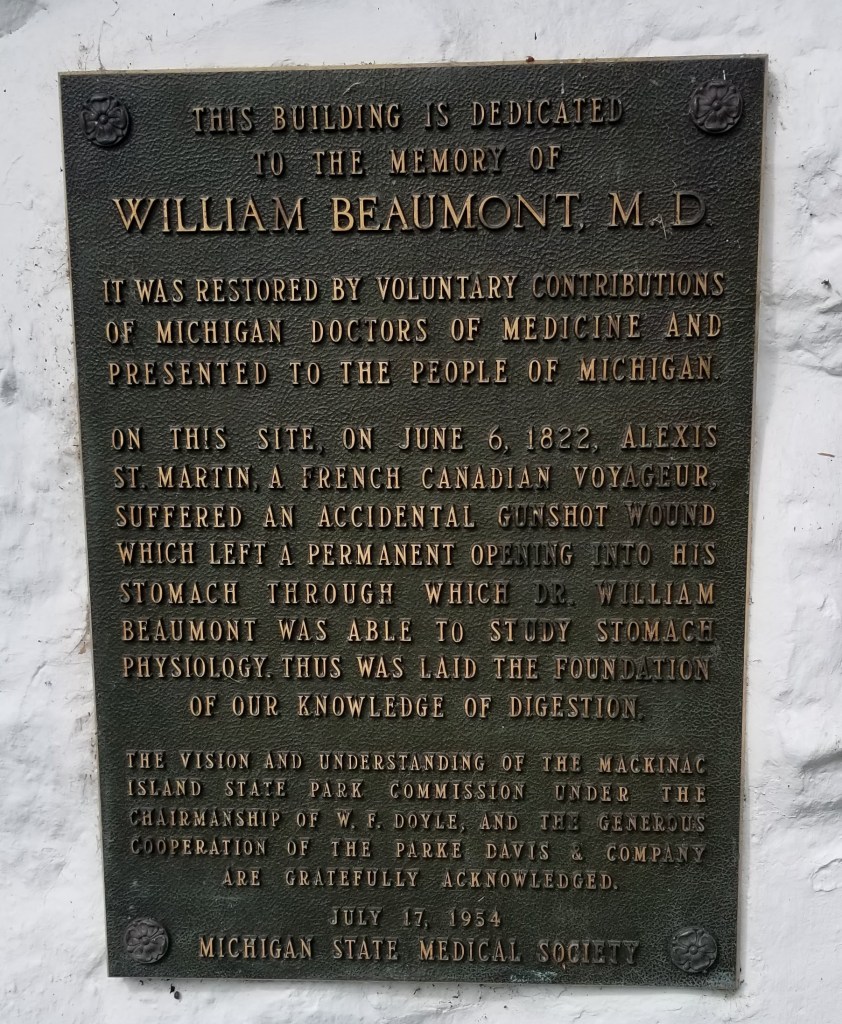 THIS BUILDING IS DEDICATED
TO THE MEMORY OF
WILLIAM BEAUMONT, M.D.
IT WAS RESTORED BY VOLUNTARY CONTRIBUTIONS
OF MICHIGAN DOCTORS OF MEDICINE AND
PRESENTED TO THE PEOPLE OF MICHIGAN.
ON THIS SITE, ON JUNE 6, 1822, ALEXIS
ST. MARTIN, A FRENCH CANADIAN VOYAGEUR,
SUFFERED AN ACCIDENTAL GUNSHOT WOUND
WHICH LEFT A PERMANENT OPENING INTO HIS
STOMACH THROUGH WHICH DR. WILLIAM
BEAUMONT WAS ABLE TO STUDY STOMACH
PHYSIOLOGY. THUS WAS LAID THE FOUNDATION
OF OUR KNOWLEDGE OF DIGESTION.
THE VISION AND UNDERSTANDING OF THE MACKINAC
ISLAND STATE PARK COMMISSION UNDER THE
CHAIRMANSHIP OF W. F. DOYLE, AND THE GENEROUS
COOPERATION OF THE PARKE DAVIS & COMPANY
ARE GRATEFULLY ACKNOWLEDGED.
JULY 17, 1954
MICHIGAN STATE MEDICAL SOCIETY